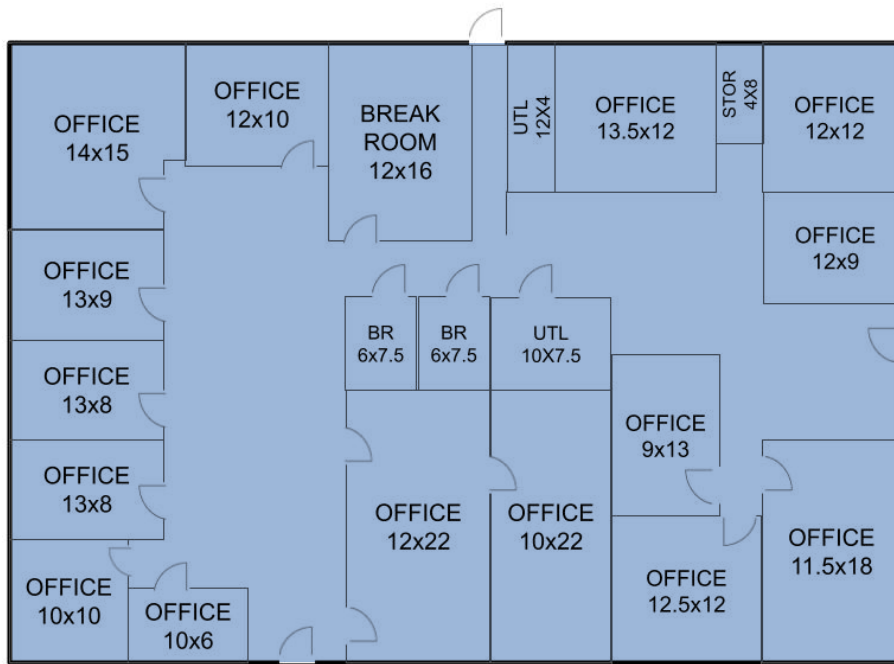 OFFICE
14x15
OFFICE
12x10
BREAK
ROOM
12x16
UTL
12X4
OFFICE
13.5x12
STOR
4X8
OFFICE
12x12
OFFICE
13x9
OFFICE
12x9
BR
6x7.5
BR
6x7.5
UTL
10X7.5
OFFICE
13x8
OFFICE
9x13
OFFICE
13x8
OFFICE
12x22
OFFICE
10x22
OFFICE
11.5x18
OFFICE
10x10
OFFICE
10x6
OFFICE
12.5x12